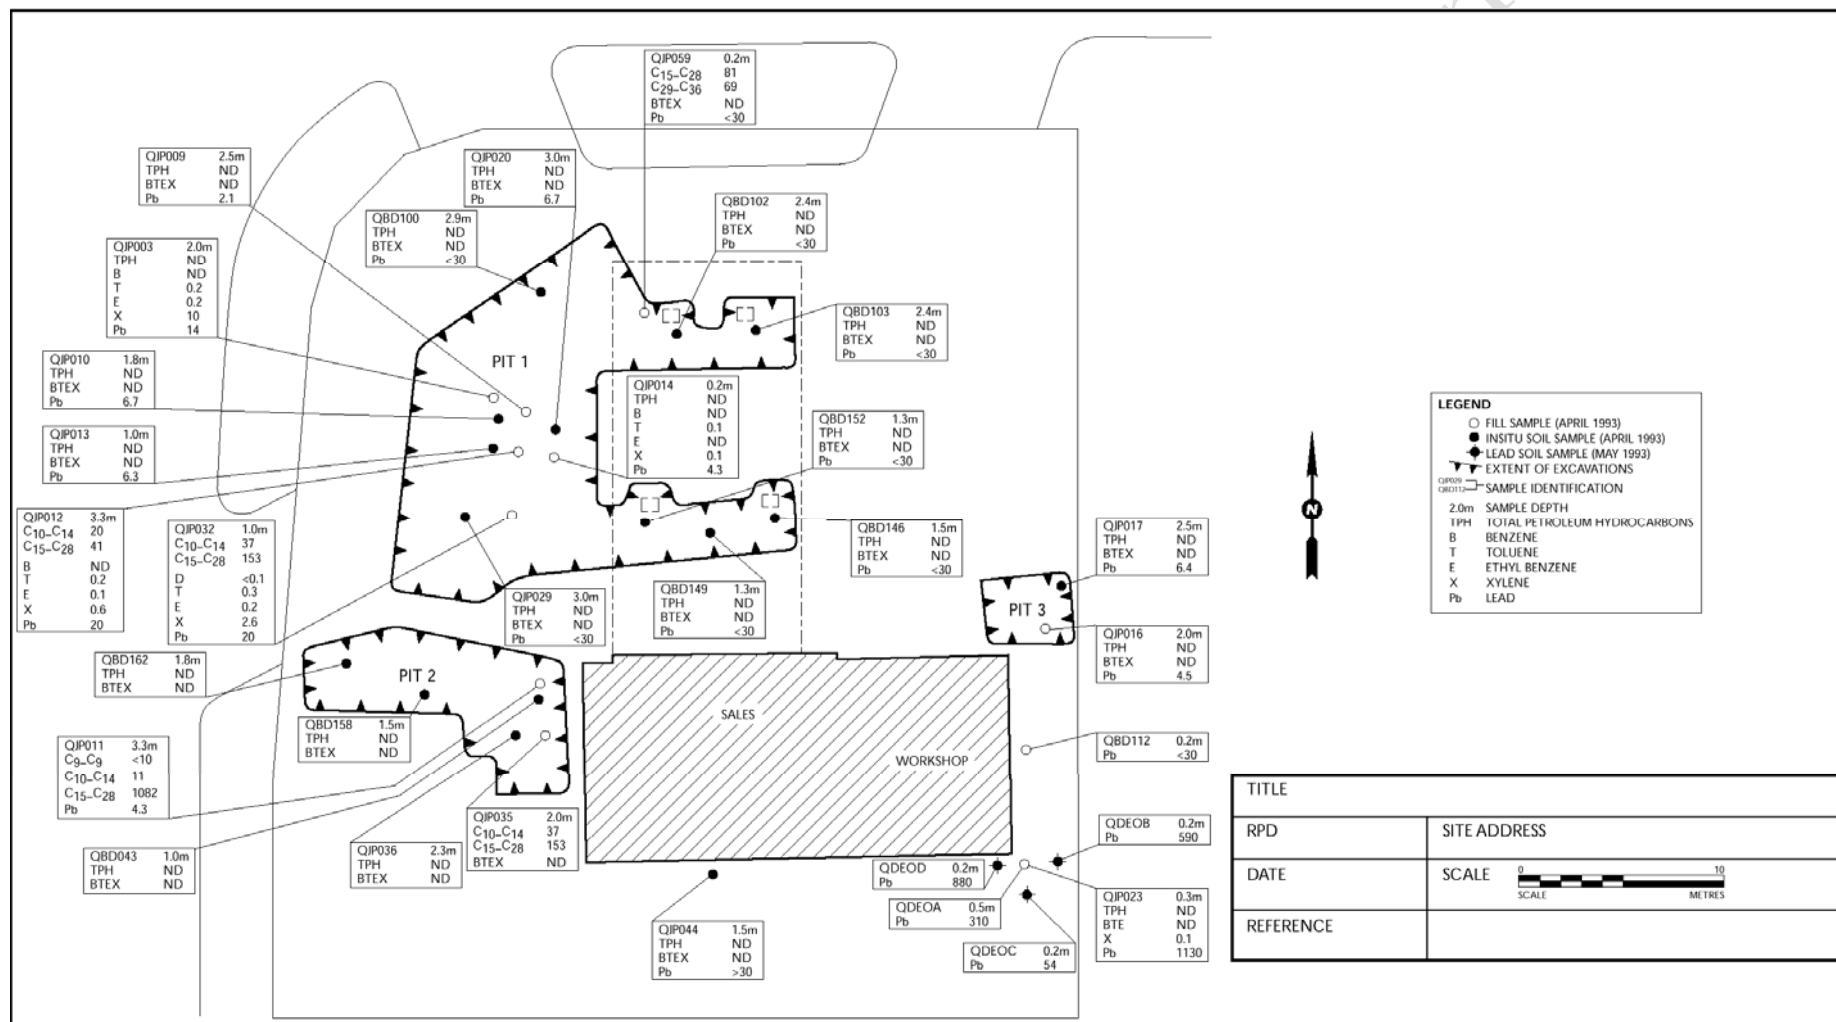 QJP059 0.2m
C15–C28 81
C29–C36 69
BTEX ND
Pb <30
QJP009 2.5m
TPH ND
BTEX ND
Pb 2.1
QJP020 3.0m
TPH ND
BTEX ND
Pb 6.7
QBD100 2.9m
TPH ND
BTEX ND
Pb <30
QBD102 2.4m
TPH ND
BTEX ND
Pb <30
QJP003 2.0m
TPH ND
B ND
T 0.2
E 0.2
X 10
Pb 14
QBD103 2.4m
TPH ND
BTEX ND
Pb <30
PIT 1
QJP010 1.8m
TPH ND
BTEX ND
Pb 6.7
QJP014 0.2m
TPH ND
B ND
T 0.1
E ND
X 0.1
Pb 4.3
QBD152 1.3m
TPH ND
BTEX ND
Pb <30
QJP013 1.0m
TPH ND
BTEX ND
Pb 6.3
QJP012 3.3m
C10–C14 20
C15–C28 41
B ND
T 0.2
E 0.1
X 0.6
Pb 20
QJP032 1.0m
C10–C14 37
C15–C28 153
D <0.1
T 0.3
E 0.2
X 2.6
Pb 20
QBD146 1.5m
TPH ND
BTEX ND
Pb <30
QJP017 2.5m
TPH ND
BTEX ND
Pb 6.4
QJP029 3.0m
TPH ND
BTEX ND
Pb <30
QBD149 1.3m
TPH ND
BTEX ND
Pb <30
PIT 3
QJP016 2.0m
TPH ND
BTEX ND
Pb 4.5
QBD162 1.8m
TPH ND
BTEX ND
PIT 2
QBD158 1.5m
TPH ND
BTEX ND
SALES
WORKSHOP
QBD112 0.2m
Pb <30
QJP011 3.3m
C9–C9 <10
C10–C14 11
C15–C28 1082
Pb 4.3
QJP035 2.0m
C10–C14 37
C15–C28 153
BTEX ND
QBD043 1.0m
TPH ND
BTEX ND
QJP036 2.3m
TPH ND
BTEX ND
QDEOB 0.2m
Pb 590
QDEOD 0.2m
Pb 880
QDEOA 0.5m
Pb 310
QJP023 0.3m
TPH ND
BTE ND
X 0.1
Pb 1130
QJP044 1.5m
TPH ND
BTEX ND
Pb >30
QDEOC 0.2m
Pb 54
N
LEGEND
FILL SAMPLE (APRIL 1993)
INSITU SOIL SAMPLE (APRIL 1993)
LEAD SOIL SAMPLE (MAY 1993)
EXTENT OF EXCAVATIONS
QJP029
QBD112 SAMPLE IDENTIFICATION
2.0m SAMPLE DEPTH
TPH TOTAL PETROLEUM HYDROCARBONS
B BENZENE
T TOLUENE
E ETHYL BENZENE
X XYLENE
Pb LEAD
TITLE
RPD SITE ADDRESS
DATE SCALE 0 10
SCALE METRES
REFERENCE